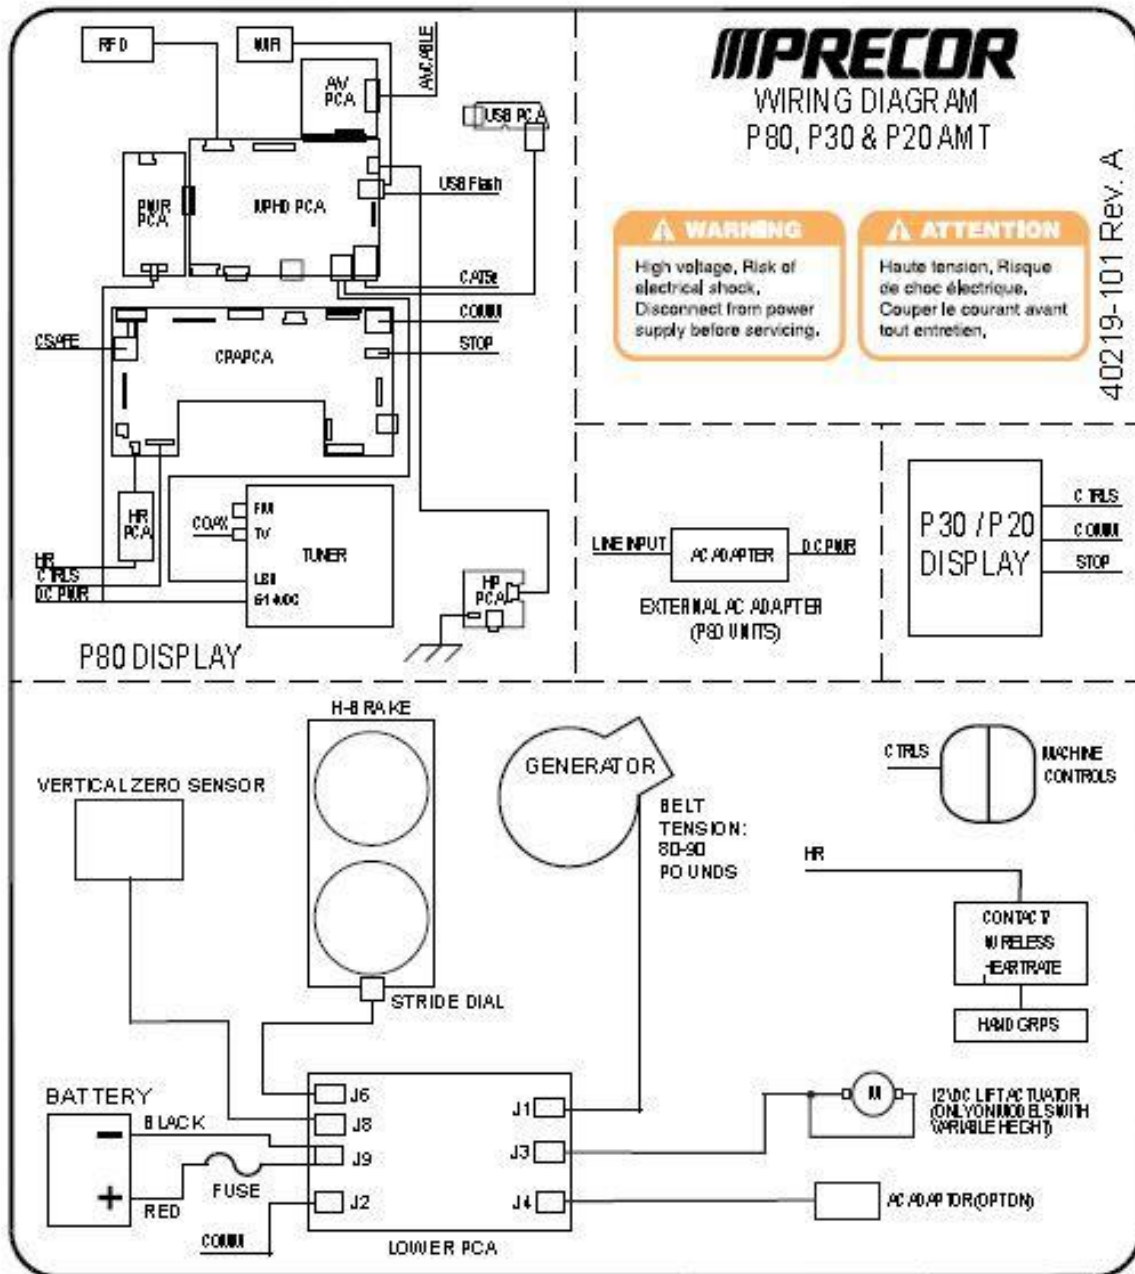 PRECOR
WIRING DIAGRAM
P80, P30 & P20 AMT
40219-101 Rev. A
WARNING
High voltage, Risk of
electrical shock.
Disconnect from power
supply before servicing.
ATTENTION
Haute tension, Risque
de choc électrique.
Couper le courant avant
tout entretien.
RFID
WIFI
AV
PCA
AV CABLE
USB PCA
PWR
PCA
MPHD PCA
USB Flash
CAT5e
COMM
STOP
CSAFE
CPA PCA
HR
PCA
HR
CTRLS
DC PWR
COAX
FM
TV
TUNER
HP
PCA
P80 DISPLAY
LINE INPUT
AC ADAPTER
DC PWR
EXTERNAL AC ADAPTER
(P80 UNITS)
P30 / P20
DISPLAY
CTRLS
COMM
STOP
H-BRAKE
VERTICAL ZERO SENSOR
STRIDE DIAL
GENERATOR
BELT
TENSION:
80-90
POUNDS
CTRLS
MACHINE
CONTROLS
HR
CONTACT/
WIRELESS
HEARTRATE
HAND GRIPS
BATTERY
BLACK
RED
FUSE
COMM
J6
J8
J9
J2
J1
J3
J4
LOWER PCA
M
12VDC LIFT ACTUATOR
(ONLY ON MODELS WITH
VARIABLE HEIGHT)
AC ADAPTOR (OPTION)